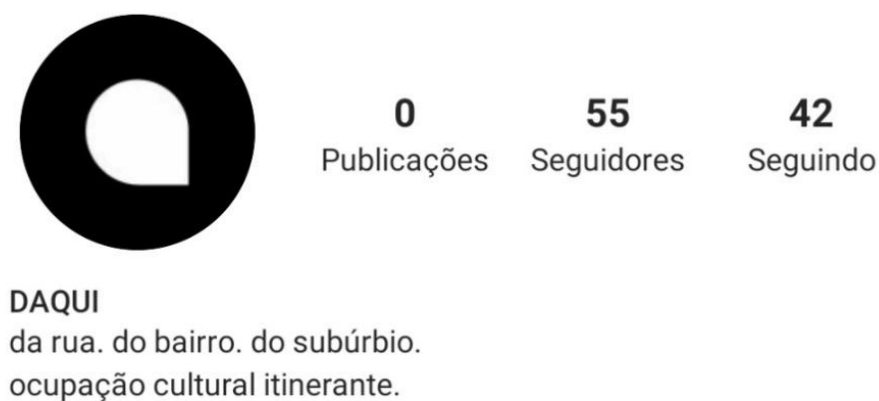 0 55 42
Publicações Seguidores Seguindo
DAQUI
da rua. do bairro. do subúrbio.
ocupação cultural itinerante.